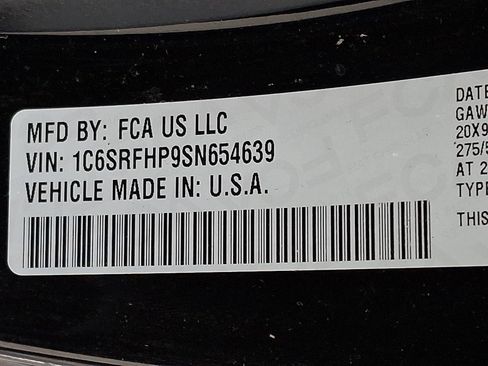 MFD BY: FCA US LLC
VIN: 1C6SRFHP9SN654639
VEHICLE MADE IN: U.S.A.
DATE
GAW
20X9
275/5
AT 2
TYPE
THIS